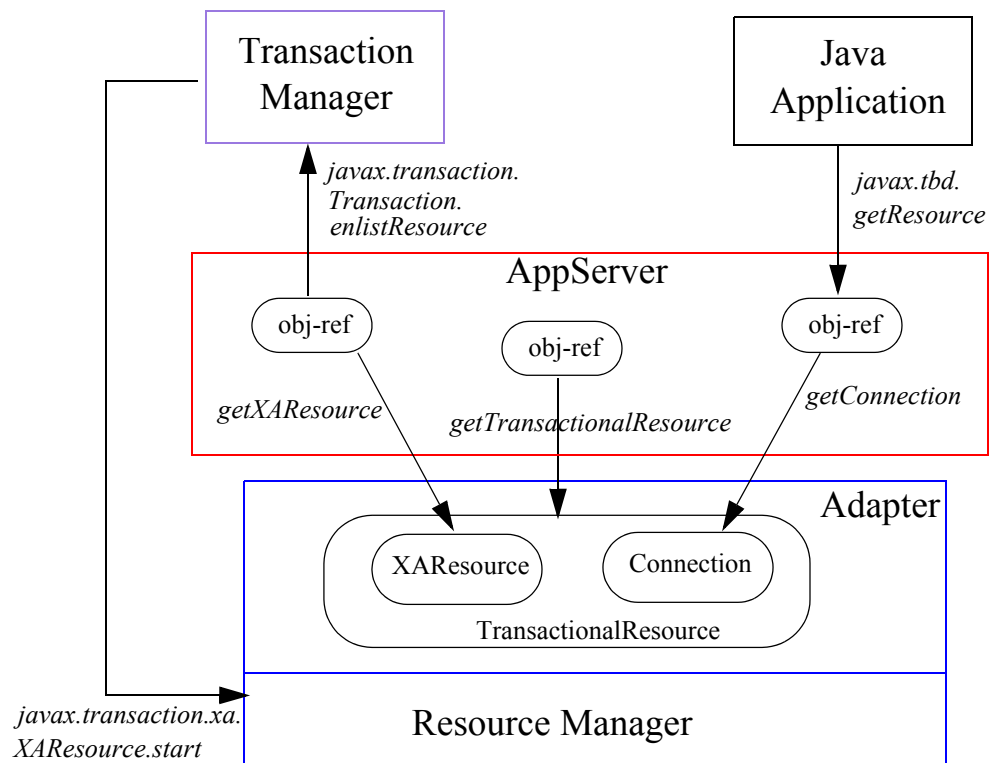 Transaction
Manager
Java
Application
javax.transaction.
Transaction.
enlistResource
javax.tbd.
getResource
AppServer
obj-ref
obj-ref
obj-ref
getXAResource
getTransactionalResource
getConnection
Adapter
XAResource
Connection
TransactionalResource
javax.transaction.xa.
XAResource.start
Resource Manager